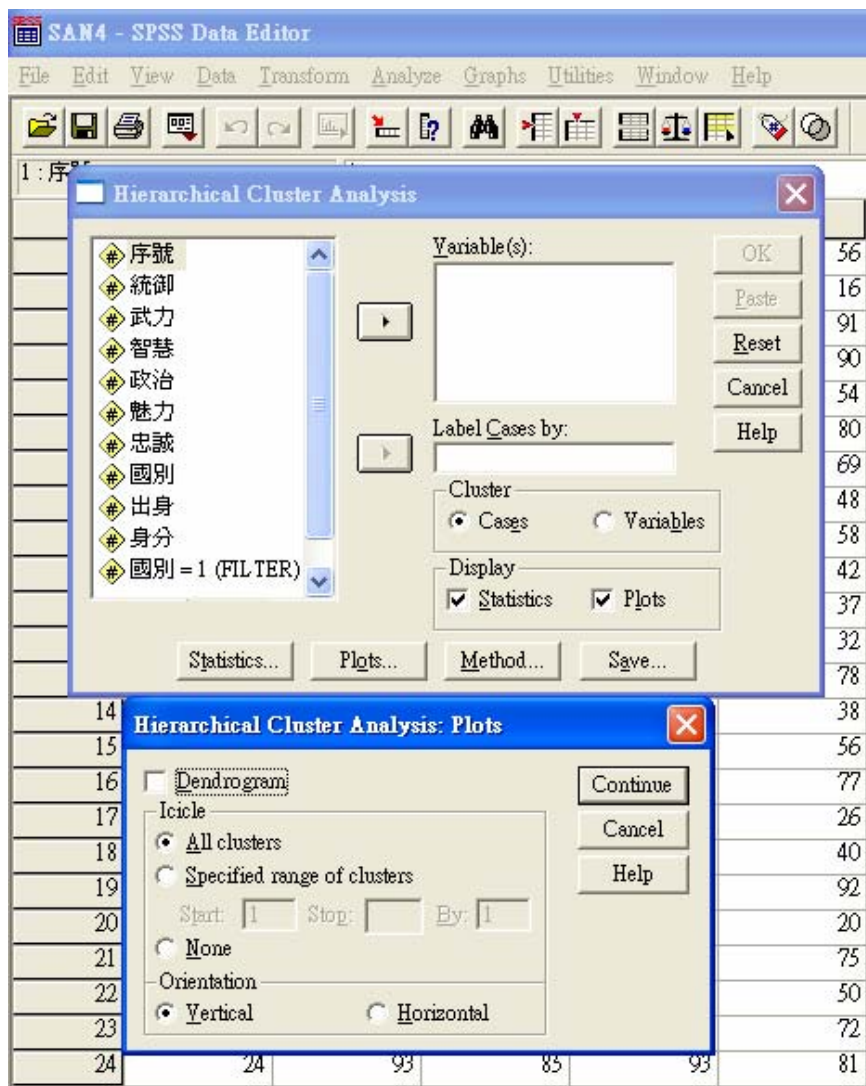 SAN4 - SPSS Data Editor
File Edit View Data Transform Analyze Graphs Utilities Window Help
1 : 序號
Hierarchical Cluster Analysis
序號
統御
武力
智慧
政治
魅力
忠誠
國別
出身
身分
國別 = 1 (FILTER)
Variable(s):
Label Cases by:
Cluster
Cases Variables
Display
Statistics Plots
OK
Paste
Reset
Cancel
Help
Statistics... Plots... Method... Save...
56
16
91
90
54
80
69
48
58
42
37
32
78
14 38
15 56
16 77
17 26
18 40
19 92
20 20
21 75
22 50
23 72
24 24 93 85 93 81
Hierarchical Cluster Analysis: Plots
Dendrogram
Icicle
All clusters
Specified range of clusters
Start: 1 Stop: By: 1
None
Orientation
Vertical Horizontal
Continue
Cancel
Help